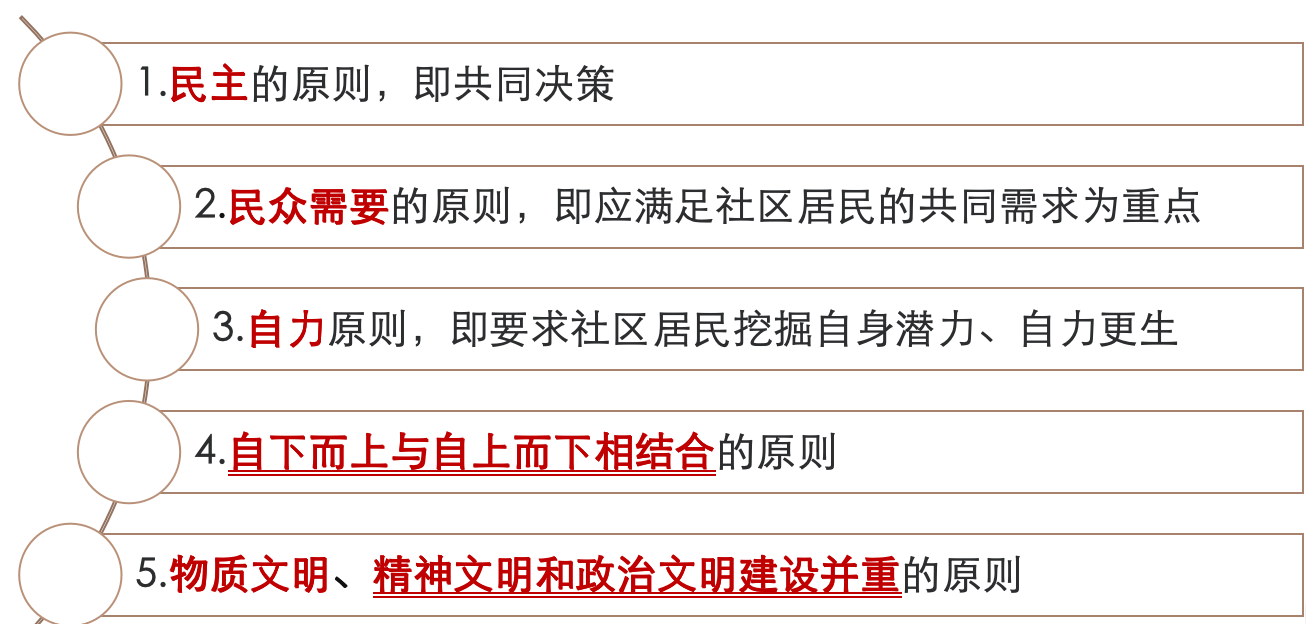 1.民主的原则，即共同决策
2.民众需要的原则，即应满足社区居民的共同需求为重点
3.自力原则，即要求社区居民挖掘自身潜力、自力更生
4.自下而上与自上而下相结合的原则
5.物质文明、精神文明和政治文明建设并重的原则